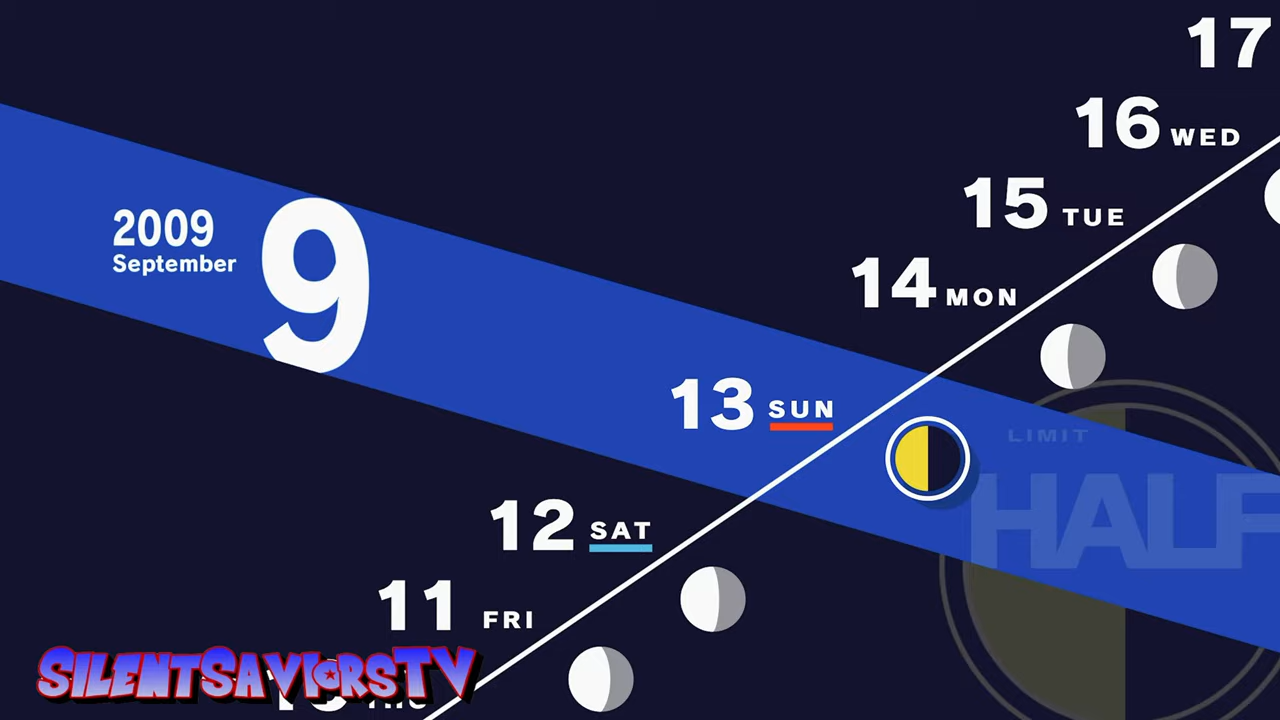 17
16 WED
15 TUE
14 MON
2009
September
9
13 SUN
LIMIT
HALF
12 SAT
11 FRI
SILENTSAVIORSTV